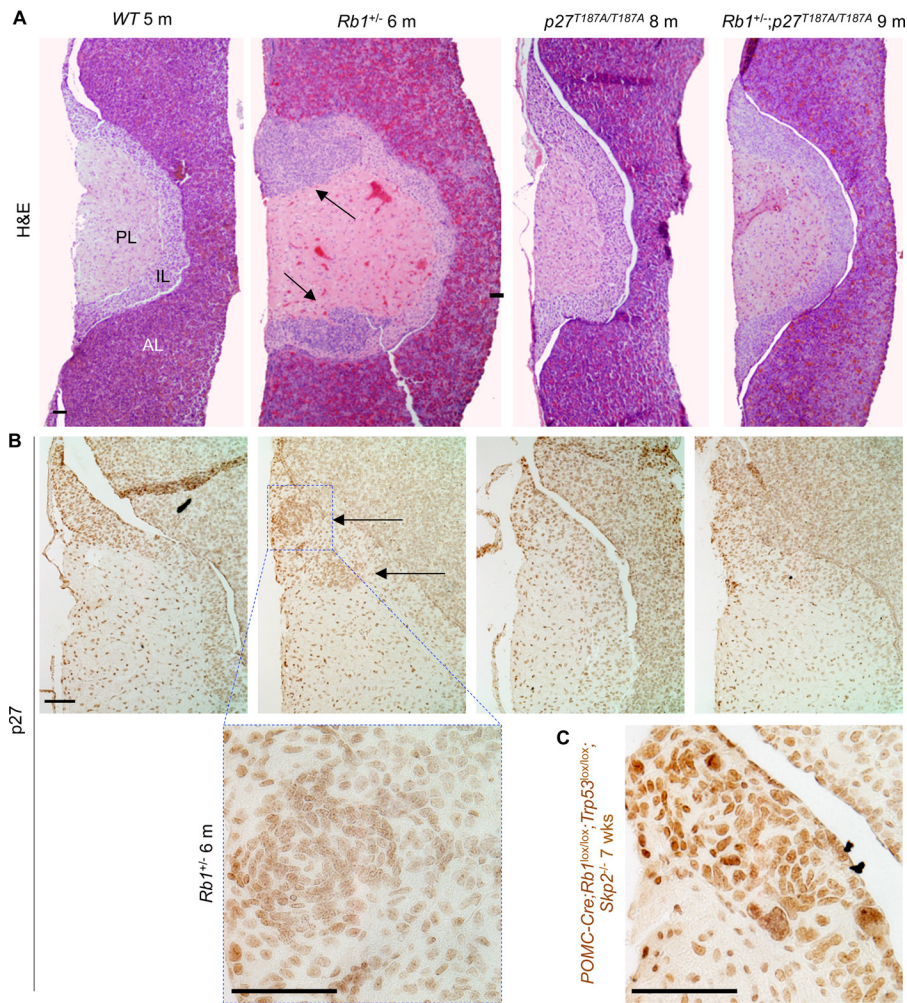 A
WT 5 m
Rb1+/- 6 m
p27T187A/T187A 8 m
Rb1+/-;p27T187A/T187A 9 m
H&E
PL
IL
AL
B
p27
Rb1+/- 6 m
C
POMC-Cre;Rb1lox/lox;Trp53lox/lox;
Skp2-/- 7 wks